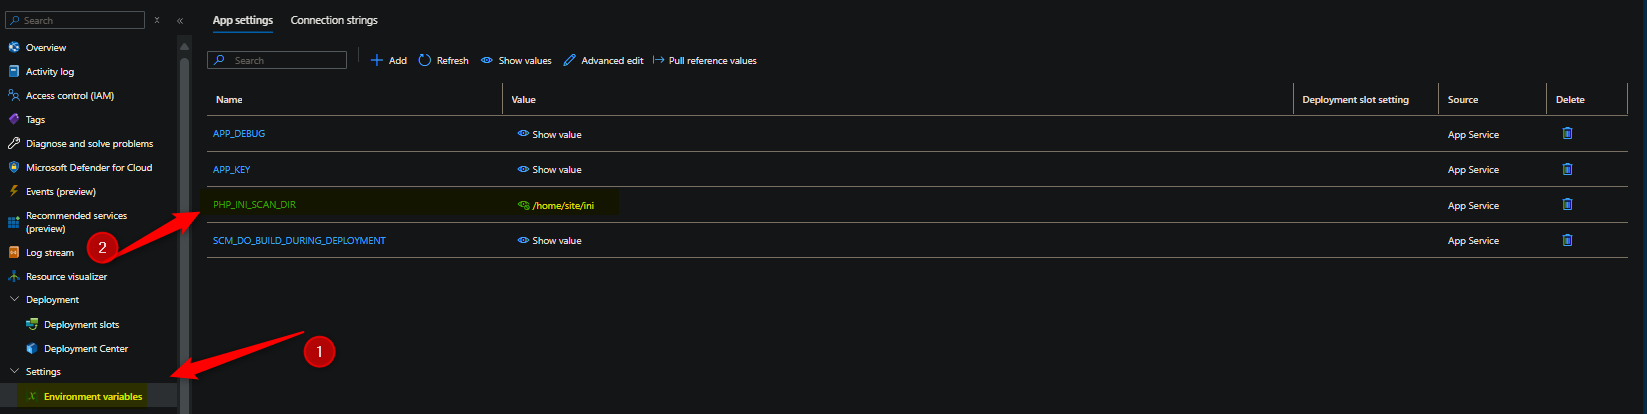 Search
Overview
Activity log
Access control (IAM)
Tags
Diagnose and solve problems
Microsoft Defender for Cloud
Events (preview)
Recommended services
(preview)
Log stream
Resource visualizer
Deployment
Deployment slots
Deployment Center
Settings
Environment variables
2
1
App settings Connection strings
Search Add Refresh Show values Advanced edit Pull reference values
Name Value Deployment slot setting Source Delete
APP_DEBUG Show value App Service
APP_KEY Show value App Service
PHP_INI_SCAN_DIR /home/site/ini App Service
SCM_DO_BUILD_DURING_DEPLOYMENT Show value App Service